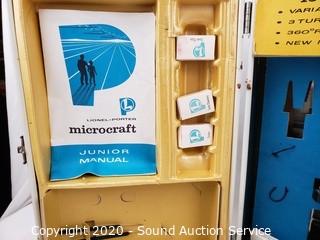 P
L
LIONEL-PORTER
microcraft
JUNIOR
MANUAL
VARIA
3 TUR
360°
NEW
Copyright 2020 - Sound Auction Service